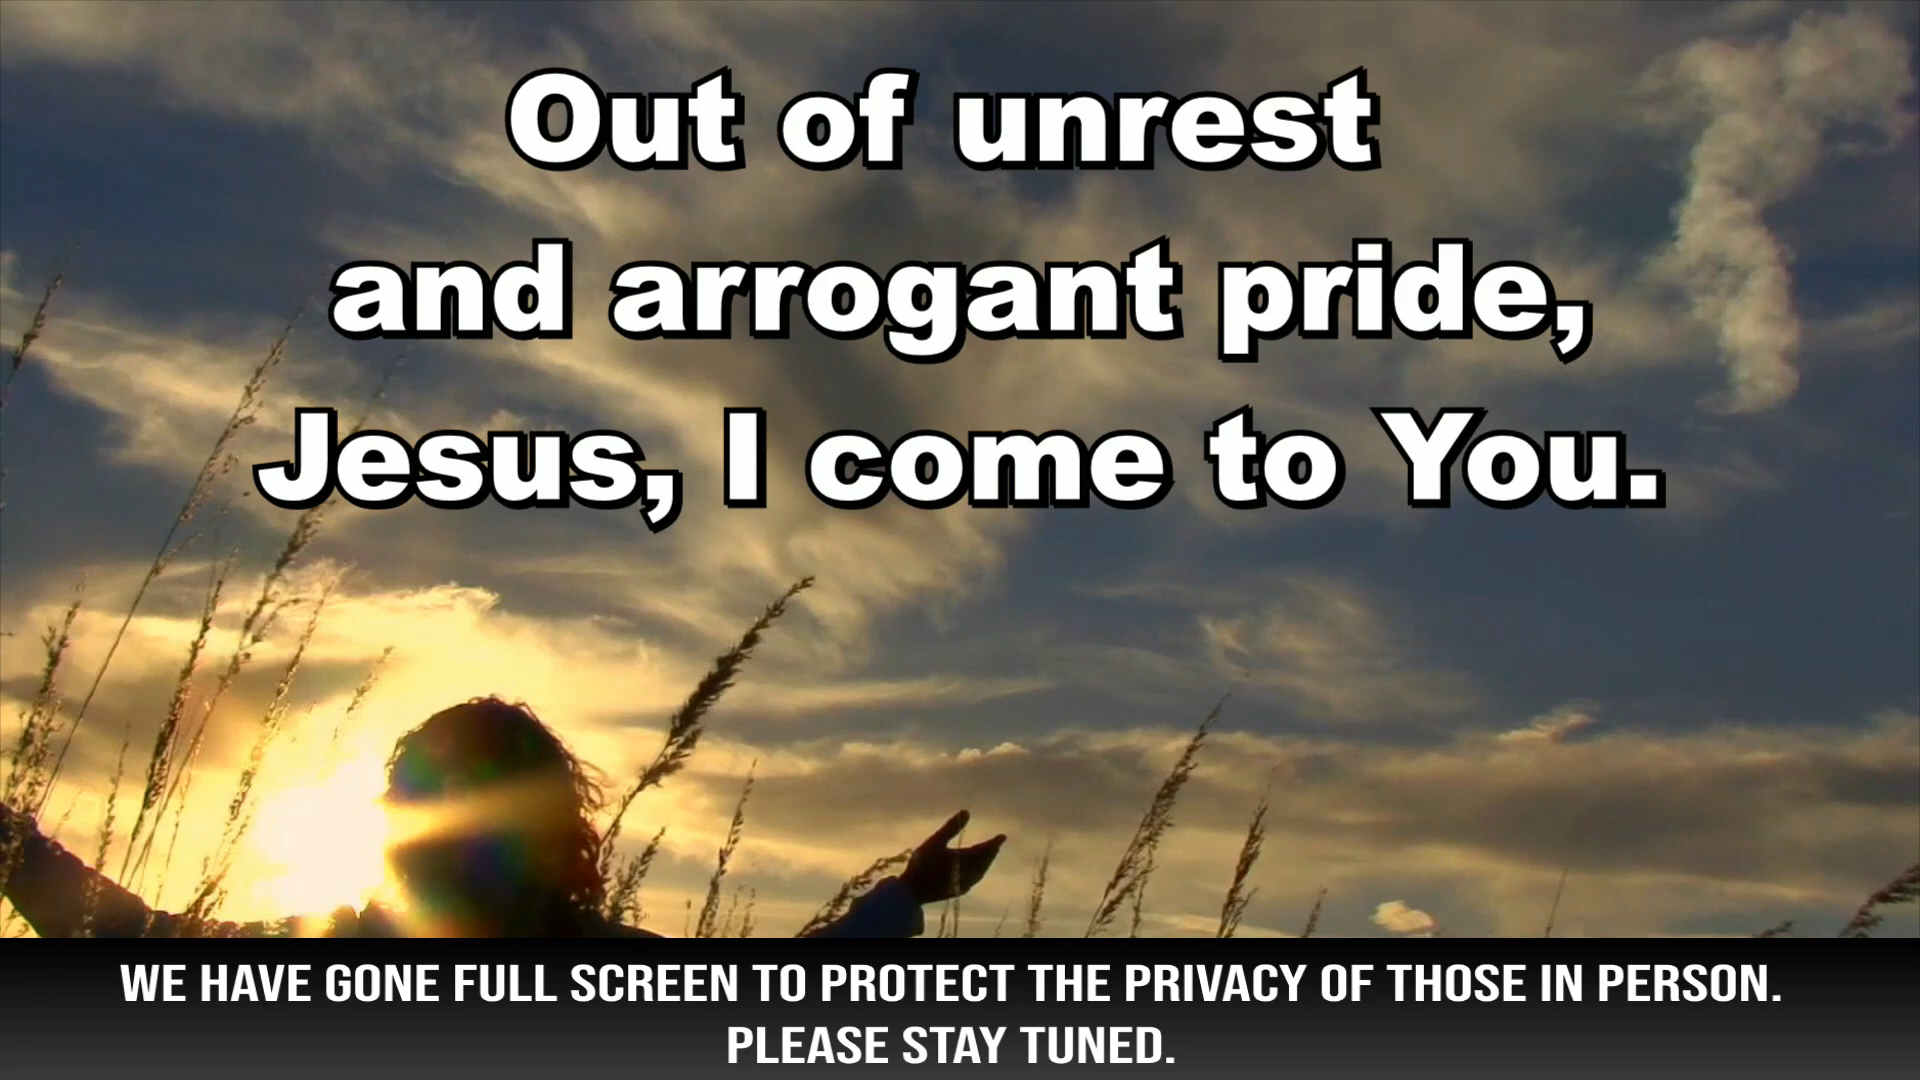 Out of unrest
and arrogant pride,
Jesus, I come to You.
WE HAVE GONE FULL SCREEN TO PROTECT THE PRIVACY OF THOSE IN PERSON.
PLEASE STAY TUNED.